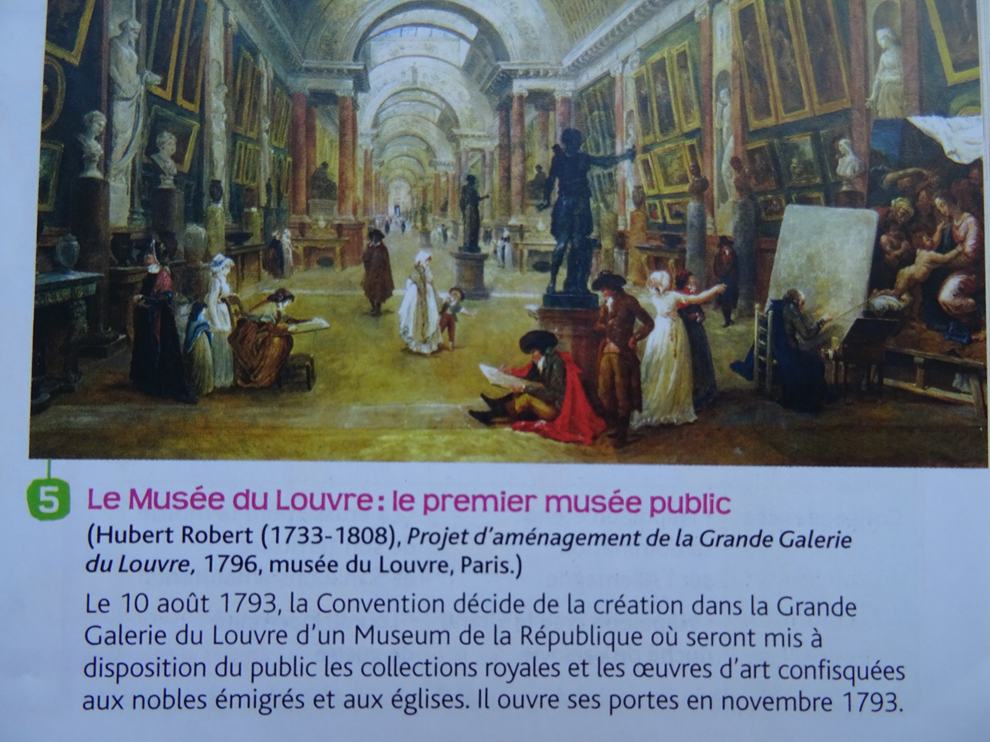 5 Le Musée du Louvre : le premier musée public
(Hubert Robert (1733-1808), Projet d'aménagement de la Grande Galerie
du Louvre, 1796, musée du Louvre, Paris.)
Le 10 août 1793, la Convention décide de la création dans la Grande
Galerie du Louvre d'un Museum de la République où seront mis à
disposition du public les collections royales et les œuvres d'art confisquées
aux nobles émigrés et aux églises. Il ouvre ses portes en novembre 1793.